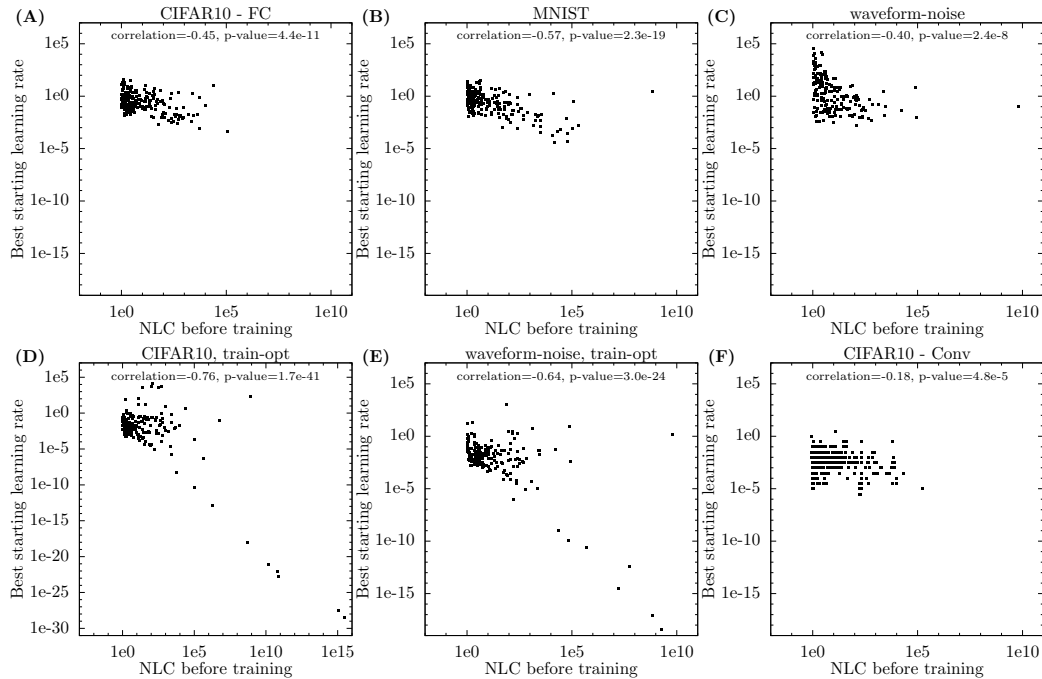 (A) CIFAR10 - FC
correlation=-0.45, p-value=4.4e-11
1e5
1e0
1e-5
1e-10
1e-15
Best starting learning rate
1e0 1e5 1e10
NLC before training
(B) MNIST
correlation=-0.57, p-value=2.3e-19
1e5
1e0
1e-5
1e-10
1e-15
Best starting learning rate
1e0 1e5 1e10
NLC before training
(C) waveform-noise
correlation=-0.40, p-value=2.4e-8
1e5
1e0
1e-5
1e-10
1e-15
Best starting learning rate
1e0 1e5 1e10
NLC before training
(D) CIFAR10, train-opt
correlation=-0.76, p-value=1.7e-41
1e5
1e0
1e-5
1e-10
1e-15
1e-20
1e-25
1e-30
Best starting learning rate
1e0 1e5 1e10 1e15
NLC before training
(E) waveform-noise, train-opt
correlation=-0.64, p-value=3.0e-24
1e5
1e0
1e-5
1e-10
1e-15
Best starting learning rate
1e0 1e5 1e10
NLC before training
(F) CIFAR10 - Conv
correlation=-0.18, p-value=4.8e-5
1e5
1e0
1e-5
1e-10
1e-15
Best starting learning rate
1e0 1e5 1e10
NLC before training